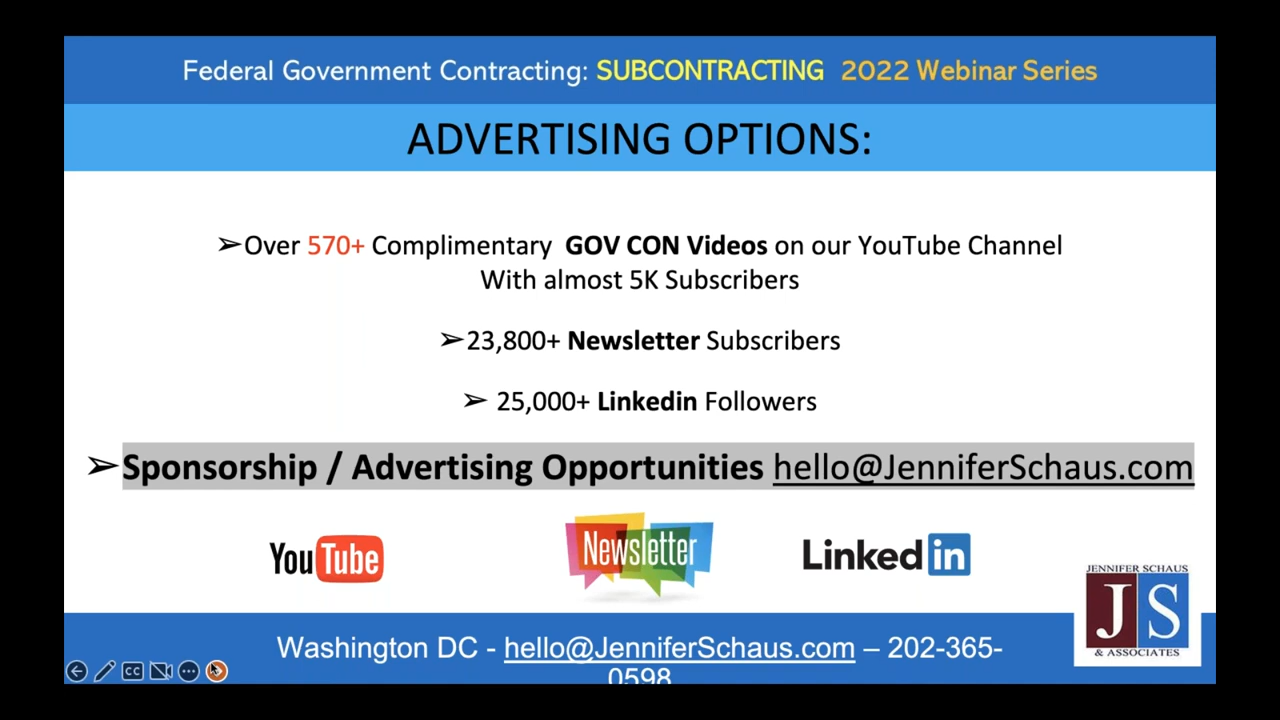 Federal Government Contracting: SUBCONTRACTING 2022 Webinar Series
ADVERTISING OPTIONS:
➢Over 570+ Complimentary GOV CON Videos on our YouTube Channel
With almost 5K Subscribers
➢23,800+ Newsletter Subscribers
➢ 25,000+ Linkedin Followers
➢Sponsorship / Advertising Opportunities hello@JenniferSchaus.com
YouTube
Newsletter
Linkedin
JENNIFER SCHAUS
JS
& ASSOCIATES
Washington DC - hello@JenniferSchaus.com – 202-365-
0598
CC